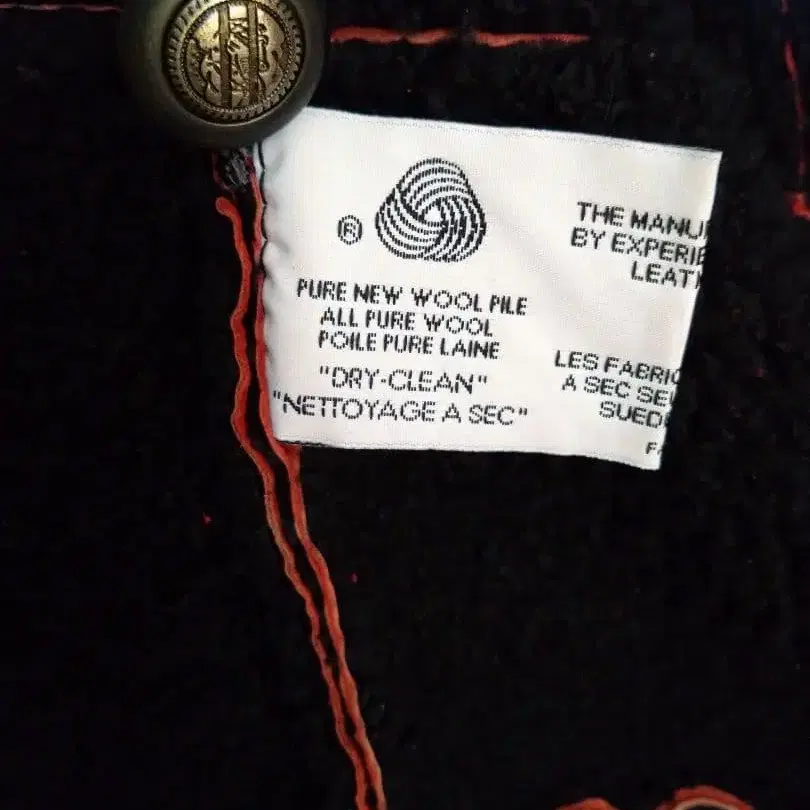 ®
PURE NEW WOOL PILE
ALL PURE WOOL
POILE PURE LAINE
"DRY-CLEAN"
"NETTOYAGE A SEC"
THE MANU
BY EXPERIE
LEAT
LES FABRIC
A SEC SE
SUED
F